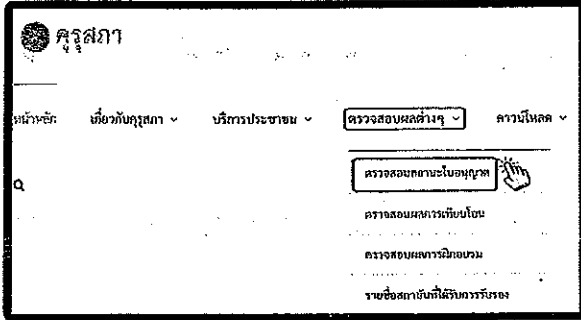 คุรุสภา
หน้าหลัก เกี่ยวกับคุรุสภา บริการประชาชน ตรวจสอบผลต่างๆ ดาวน์โหลด
ตรวจสอบสถานะใบอนุญาต
ตรวจสอบผลการเทียบโอน
ตรวจสอบผลการฝึกอบรม
รายชื่อสถาบันที่ได้รับการรับรอง